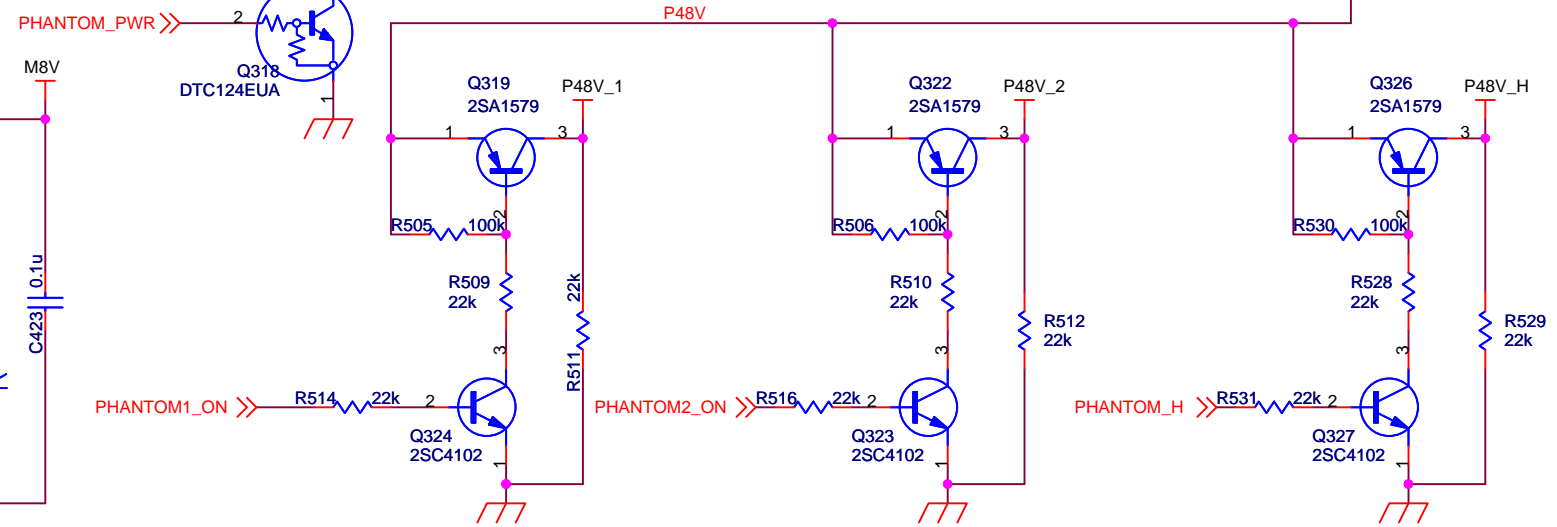 PHANTOM_PWR
2
Q318
DTC124EUA
1
M8V
0.1u
C423
P48V
Q319
2SA1579
P48V_1
1
3
2
R505
100k
R509
22k
22k
R511
3
PHANTOM1_ON
R514
22k
2
Q324
2SC4102
1
Q322
2SA1579
P48V_2
1
3
2
R506
100k
R510
22k
R512
22k
3
PHANTOM2_ON
R516
22k
2
Q323
2SC4102
1
Q326
2SA1579
P48V_H
1
3
2
R530
100k
R528
22k
R529
22k
3
PHANTOM_H
R531
22k
2
Q327
2SC4102
1